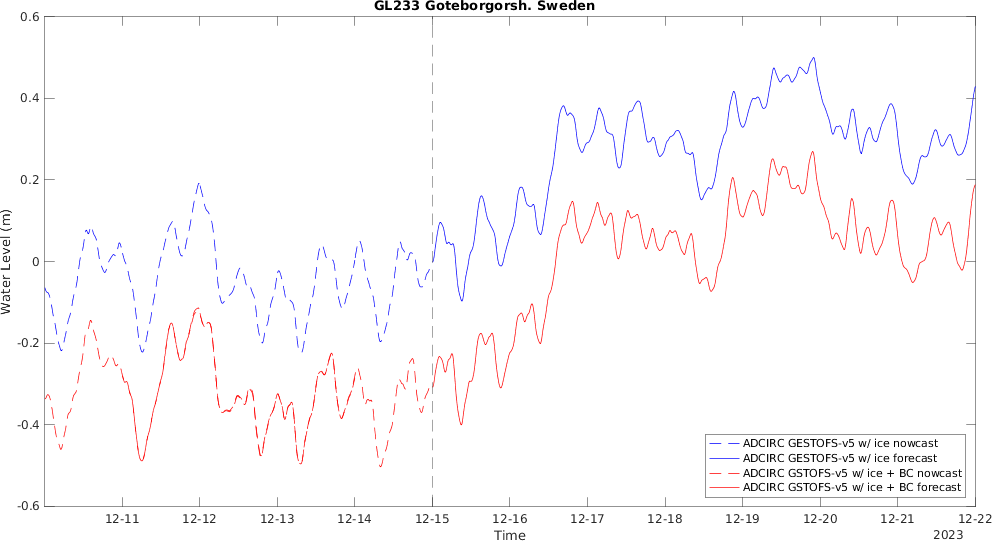 GL233 Goteborgorsh. Sweden
0.6
0.4
0.2
0
-0.2
-0.4
-0.6
Water Level (m)
12-11
12-12
12-13
12-14
12-15
12-16
12-17
12-18
12-19
12-20
12-21
12-22
Time
2023
ADCIRC GESTOFS-v5 w/ ice nowcast
ADCIRC GESTOFS-v5 w/ ice forecast
ADCIRC GSTOFS-v5 w/ ice + BC nowcast
ADCIRC GSTOFS-v5 w/ ice + BC forecast